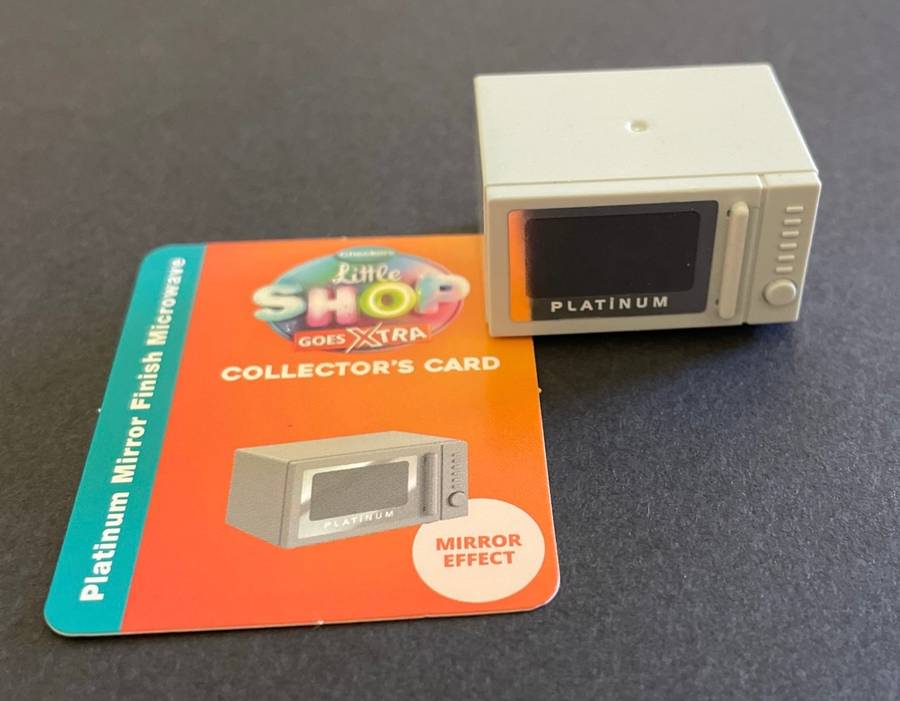 Checkers
Little
SHOP
GOES XTRA
COLLECTOR'S CARD
Platinum Mirror Finish Microwave
PLATINUM
MIRROR
EFFECT
PLATINUM